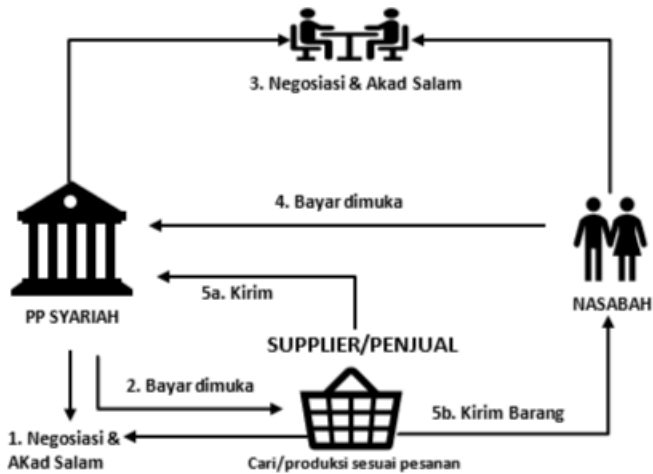 3. Negosiasi & Akad Salam
4. Bayar dimuka
5a. Kirim
NASABAH
PP SYARIAH
SUPPLIER/PENJUAL
2. Bayar dimuka
5b. Kirim Barang
1. Negosiasi &
AKad Salam
Cari/produksi sesuai pesanan